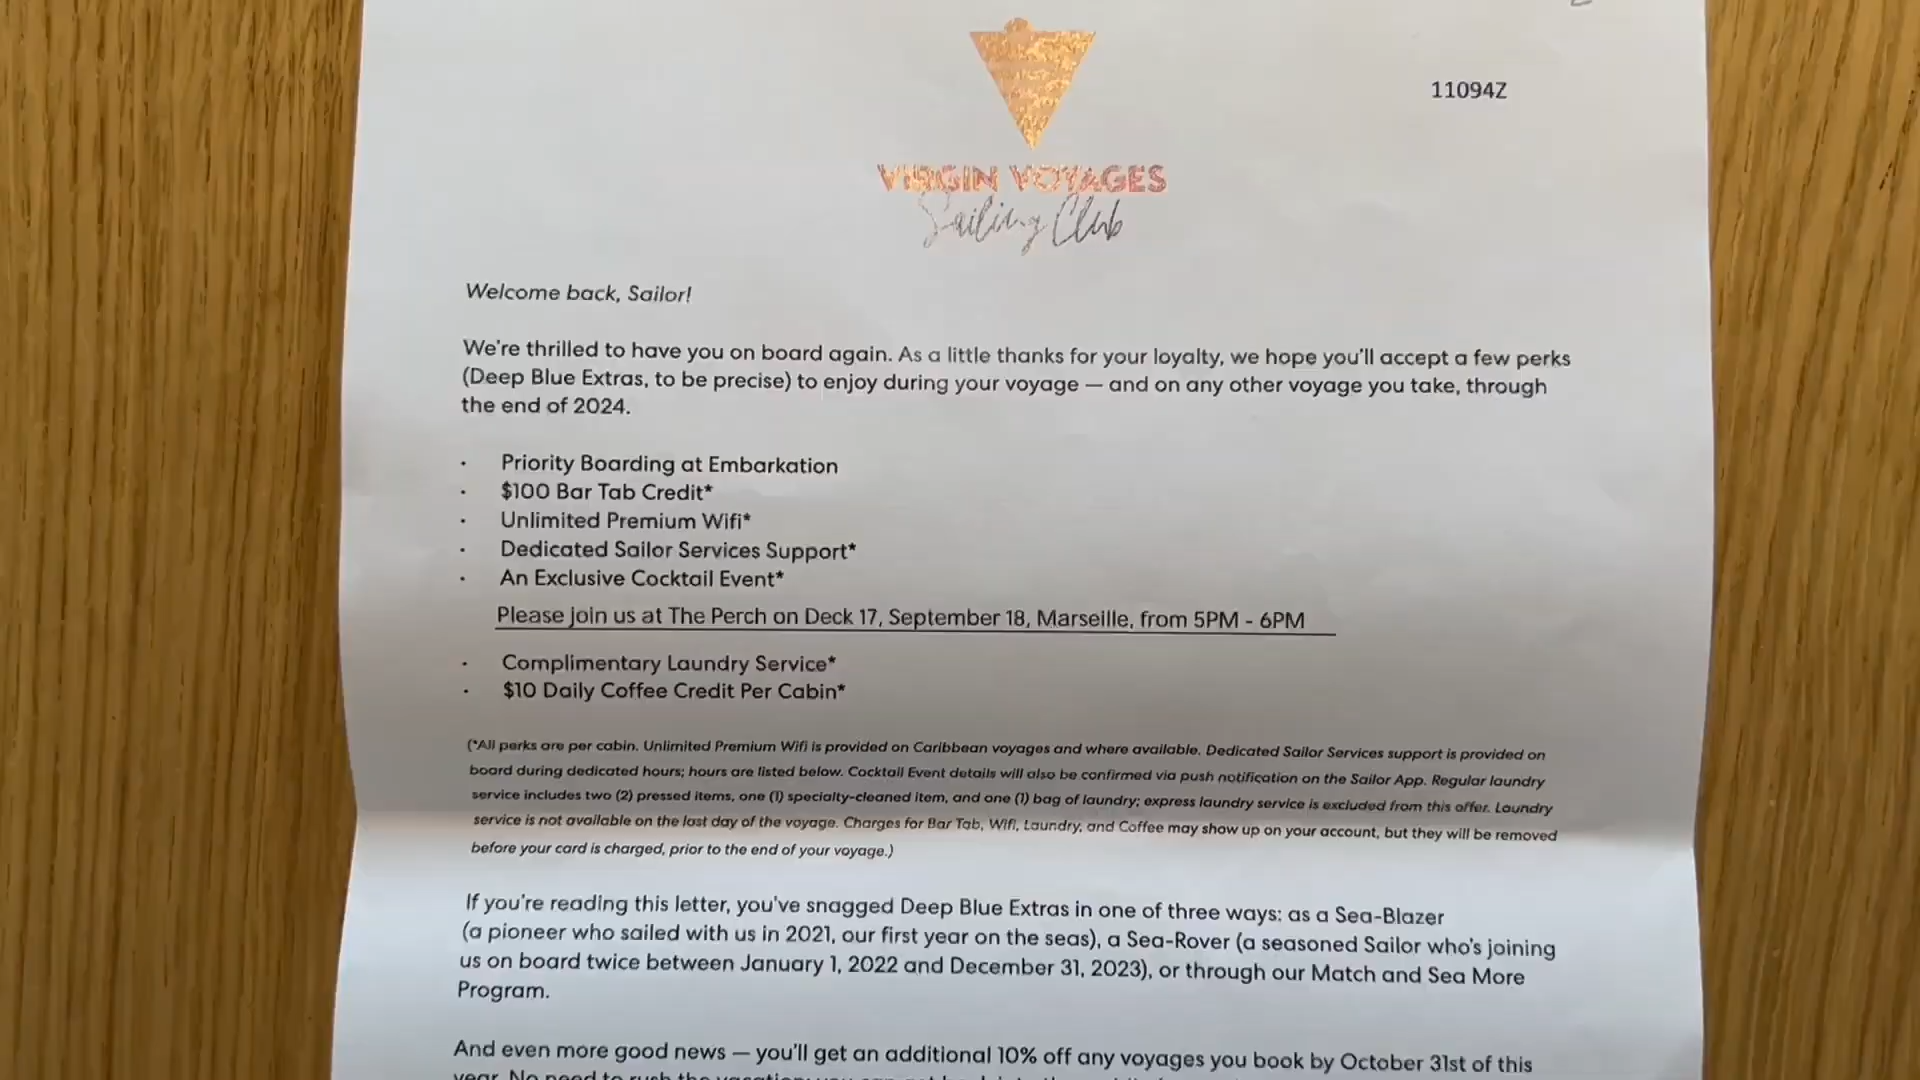 11094Z
VIRGIN VOYAGES
Sailing Club
Welcome back, Sailor!
We're thrilled to have you on board again. As a little thanks for your loyalty, we hope you'll accept a few perks
(Deep Blue Extras, to be precise) to enjoy during your voyage — and on any other voyage you take, through
the end of 2024.
· Priority Boarding at Embarkation
· $100 Bar Tab Credit*
· Unlimited Premium Wifi*
· Dedicated Sailor Services Support*
· An Exclusive Cocktail Event*
Please join us at The Perch on Deck 17, September 18, Marseille, from 5PM - 6PM
· Complimentary Laundry Service*
· $10 Daily Coffee Credit Per Cabin*
(*All perks are per cabin. Unlimited Premium Wifi is provided on Caribbean voyages and where available. Dedicated Sailor Services support is provided on
board during dedicated hours; hours are listed below. Cocktail Event details will also be confirmed via push notification on the Sailor App. Regular laundry
service includes two (2) pressed items, one (1) specialty-cleaned item, and one (1) bag of laundry; express laundry service is excluded from this offer. Laundry
service is not available on the last day of the voyage. Charges for Bar Tab, Wifi, Laundry, and Coffee may show up on your account, but they will be removed
before your card is charged, prior to the end of your voyage.)
If you're reading this letter, you've snagged Deep Blue Extras in one of three ways: as a Sea-Blazer
(a pioneer who sailed with us in 2021, our first year on the seas), a Sea-Rover (a seasoned Sailor who's joining
us on board twice between January 1, 2022 and December 31, 2023), or through our Match and Sea More
Program.
And even more good news — you'll get an additional 10% off any voyages you book by October 31st of this
year. No need to rush the